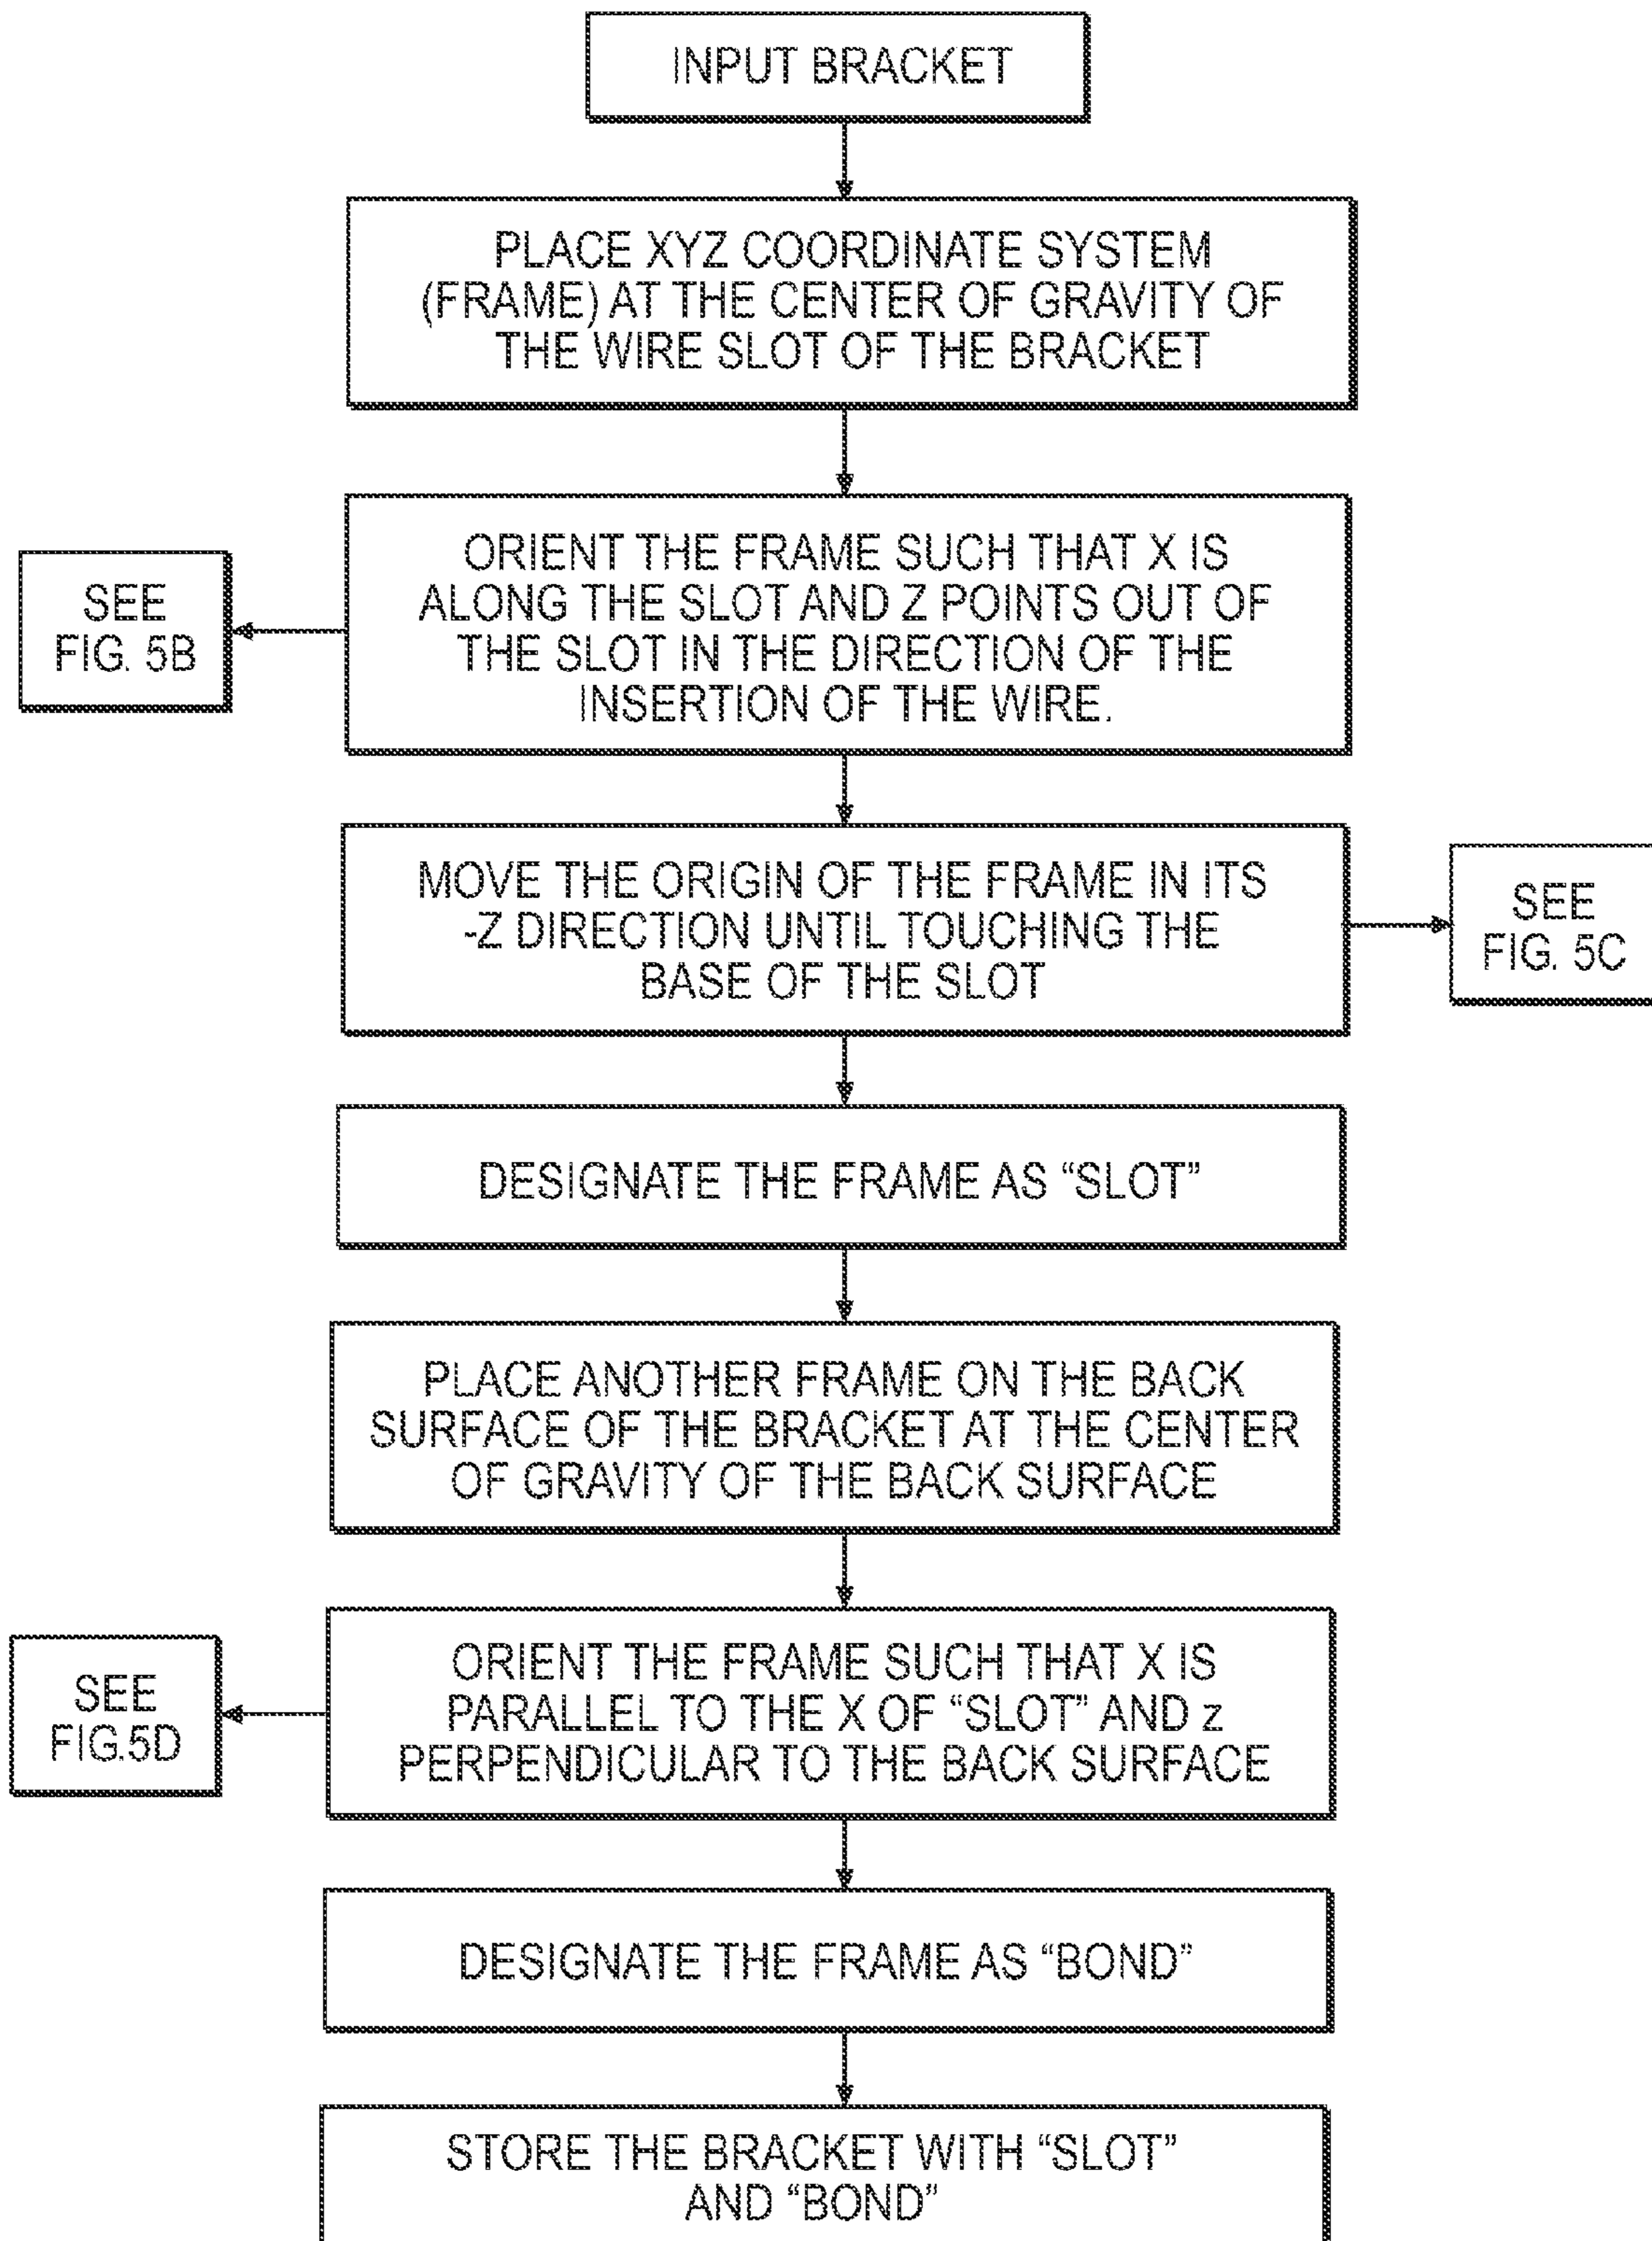 INPUT BRACKET
PLACE XYZ COORDINATE SYSTEM
(FRAME) AT THE CENTER OF GRAVITY OF
THE WIRE SLOT OF THE BRACKET
ORIENT THE FRAME SUCH THAT X IS
ALONG THE SLOT AND Z POINTS OUT OF
THE SLOT IN THE DIRECTION OF THE
INSERTION OF THE WIRE.
SEE
FIG. 5B
MOVE THE ORIGIN OF THE FRAME IN ITS
-Z DIRECTION UNTIL TOUCHING THE
BASE OF THE SLOT
SEE
FIG. 5C
DESIGNATE THE FRAME AS “SLOT”
PLACE ANOTHER FRAME ON THE BACK
SURFACE OF THE BRACKET AT THE CENTER
OF GRAVITY OF THE BACK SURFACE
ORIENT THE FRAME SUCH THAT X IS
PARALLEL TO THE X OF “SLOT” AND z
PERPENDICULAR TO THE BACK SURFACE
SEE
FIG.5D
DESIGNATE THE FRAME AS “BOND”
STORE THE BRACKET WITH “SLOT”
AND “BOND”